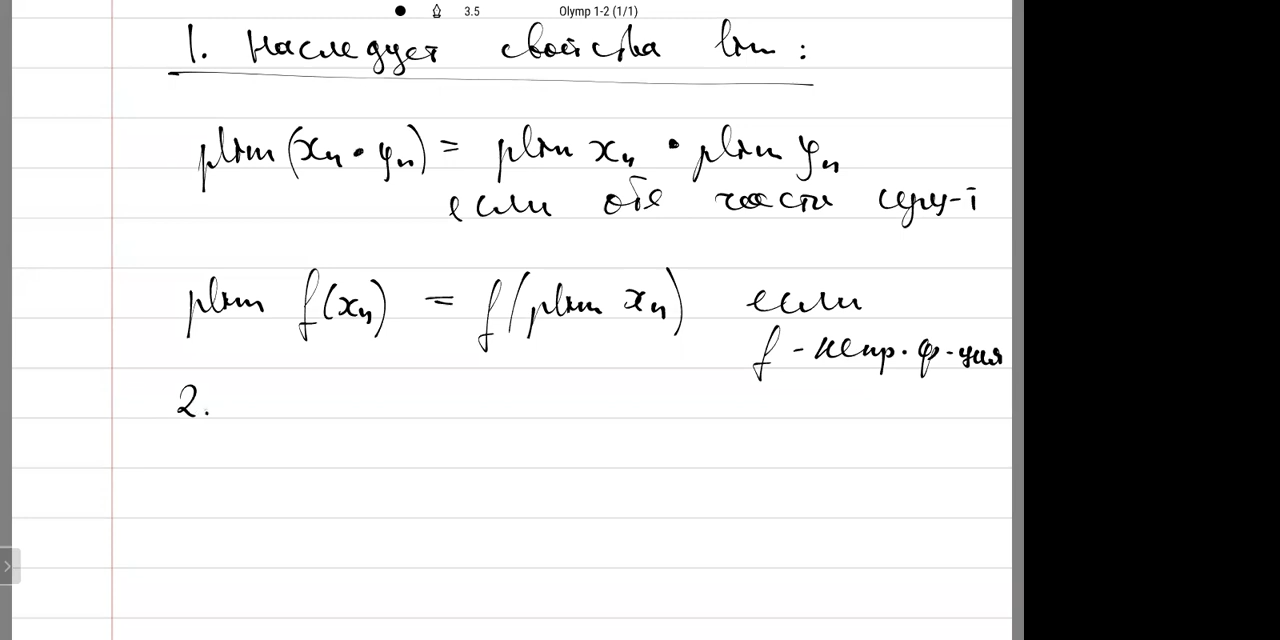 3.5 Olymp 1-2 (1/1)
1. Наследует свойства lim :
plim (xₙ · yₙ) = plim xₙ · plim yₙ
если обе части сущ-т
plim f(xₙ) = f(plim xₙ) если
f - непр. ф-ция
2.